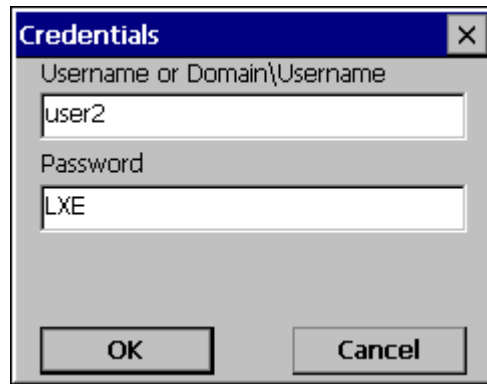 Credentials
Username or Domain\Username
user2
Password
LXE
OK Cancel